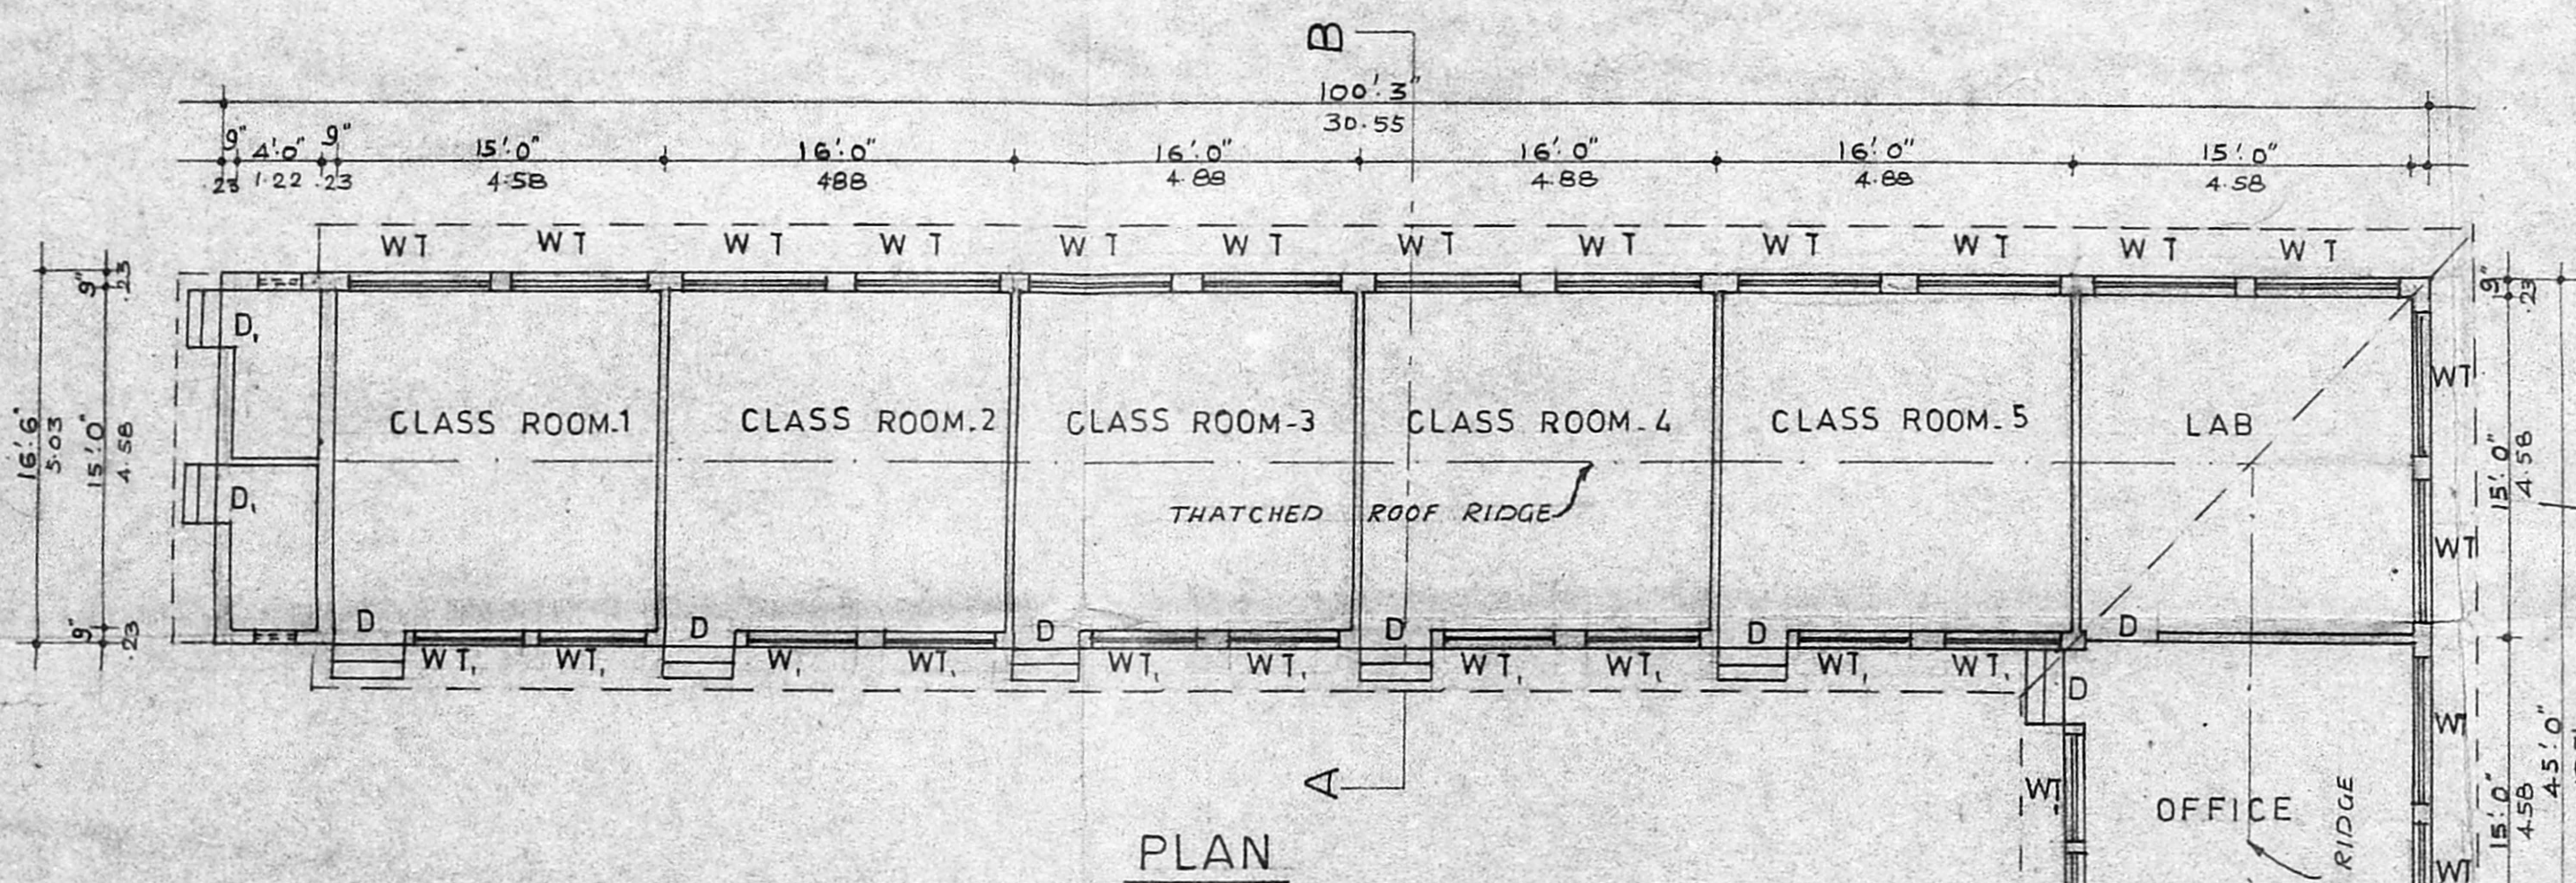 B
100'.3"
30.55
9" 4'.0" 9" 15'.0" 16'.0" 16'.0" 16'.0" 16'.0" 15'.0"
.23 1.22 .23 4.58 488 4.88 4.88 4.88 4.58
WT WT WT WT WT WT WT WT WT WT WT WT
9"
.23
9"
.23
D₁
WT
CLASS ROOM.1 CLASS ROOM.2 CLASS ROOM-3 CLASS ROOM-4 CLASS ROOM-5 LAB
16'.6"
5.03
15'.0"
4.58
15'.0"
4.58
D₁
THATCHED ROOF RIDGE
WT
9"
.23
D D D D D D
WT₁ WT₁ W₁ WT₁ WT₁ WT₁ WT₁ WT₁ WT₁ WT₁
D
WT
A
WT
OFFICE
RIDGE
15'.0"
4.58
45'.0"
PLAN
WT